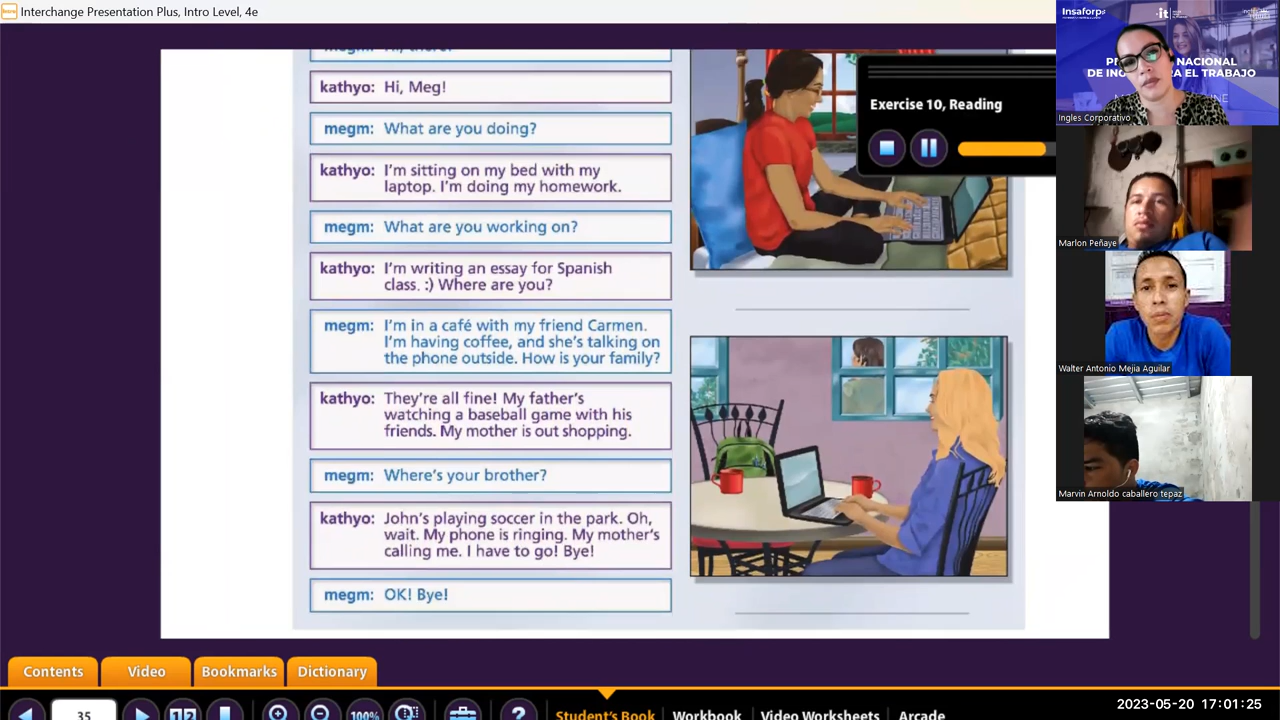 Interchange Presentation Plus, Intro Level, 4e
megm: Hi, there!
kathyo: Hi, Meg!
megm: What are you doing?
kathyo: I'm sitting on my bed with my
laptop. I'm doing my homework.
megm: What are you working on?
kathyo: I'm writing an essay for Spanish
class. :) Where are you?
megm: I'm in a café with my friend Carmen.
I'm having coffee, and she's talking on
the phone outside. How is your family?
kathyo: They're all fine! My father's
watching a baseball game with his
friends. My mother is out shopping.
megm: Where's your brother?
kathyo: John's playing soccer in the park. Oh,
wait. My phone is ringing. My mother's
calling me. I have to go! Bye!
megm: OK! Bye!
Exercise 10, Reading
Insaforp
NACIONAL
EL TRABAJO
Ingles Corporativo
Marlon Peñaye
Walter Antonio Mejia Aguilar
Marvin Arnoldo caballero tepaz
Contents
Video
Bookmarks
Dictionary
35
100%
?
Student's Book
Workbook
Video Worksheets
Arcade
2023-05-20 17:01:25